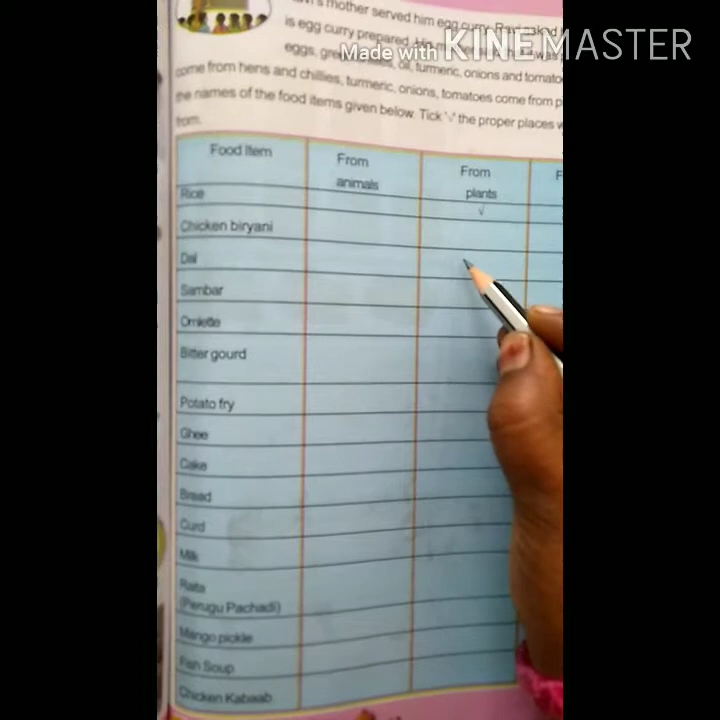 's mother served him egg curry. Ravi asked
is egg curry prepared.
Made with KINEMASTER
eggs, oil, turmeric, onions and tomato
come from hens and chillies, turmeric, onions, tomatoes come from p
the names of the food items given below. Tick '√' the proper places w
from.
Food Item From animals From plants F
Rice √
Chicken biryani
Dal
Sambar
Omlette
Bitter gourd
Potato fry
Ghee
Cake
Bread
Curd
Milk
Raita
(Perugu Pachadi)
Mango pickle
Fish Soup
Chicken Kabaab